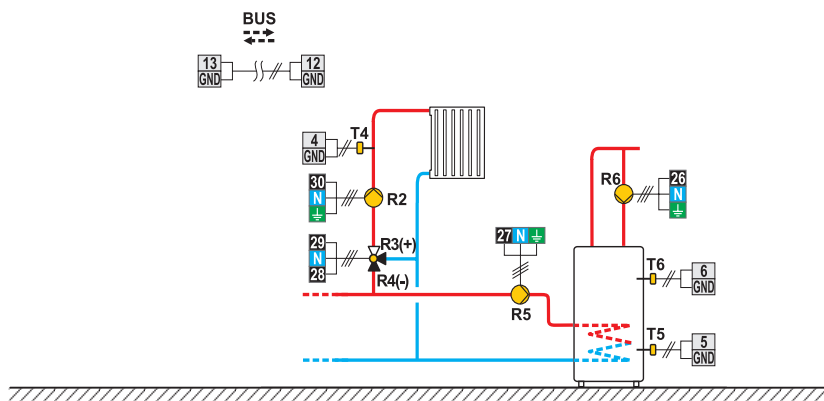 BUS
13
GND
12
GND
T4
4
GND
30
N
R2
29
N
28
R3(+)
R4(-)
27 N
R5
R6
26
N
T6
6
GND
T5
5
GND